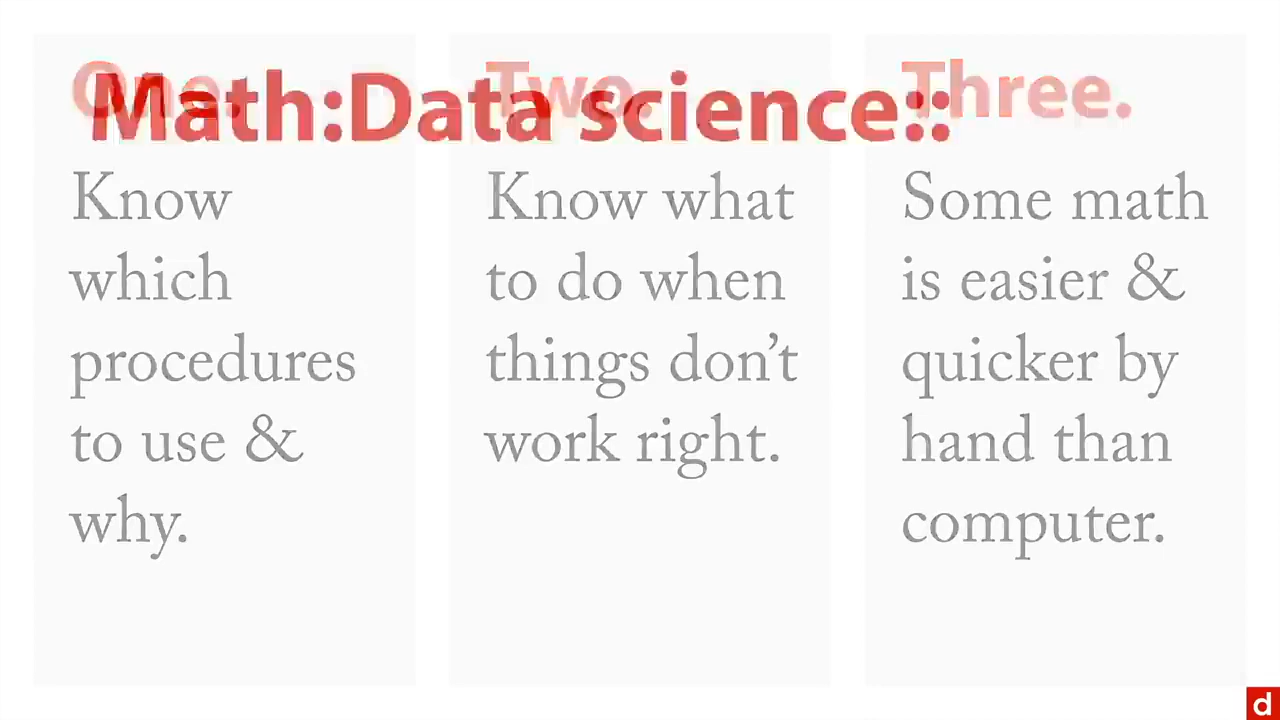 Math:Data science::
One.
Know
which
procedures
to use &
why.
Two.
Know what
to do when
things don’t
work right.
Three.
Some math
is easier &
quicker by
hand than
computer.
d